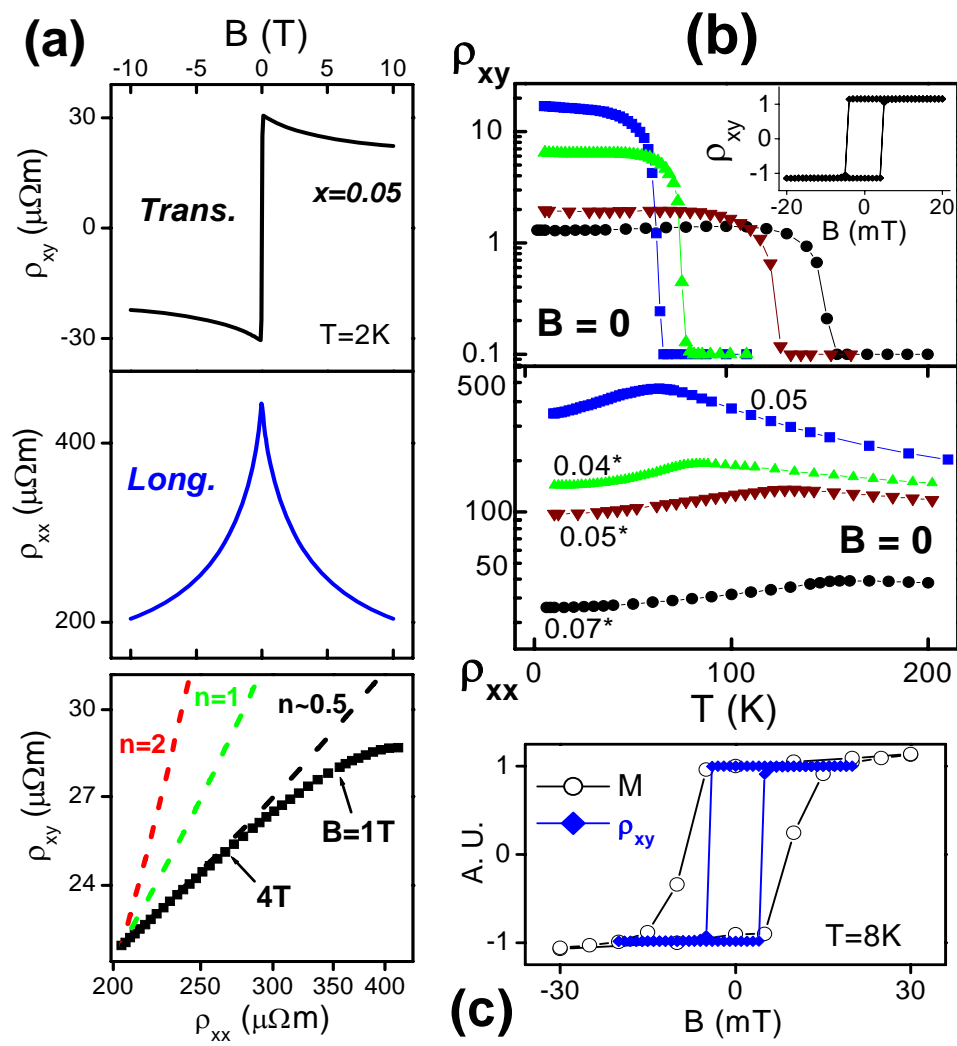 (a)
B (T)
-10 -5 0 5 10
30
0
-30
ρxy (μΩm)
Trans.
x=0.05
T=2K
400
200
ρxx (μΩm)
Long.
30
27
24
ρxy (μΩm)
n=2
n=1
n~0.5
B=1T
4T
200 250 300 350 400
ρxx (μΩm)
(b)
ρxy
10
1
0.1
B = 0
1
0
-1
ρxy
-20 0 20
B (mT)
500
100
50
0.05
0.04*
0.05*
0.07*
B = 0
ρxx
0 100 200
T (K)
1
0
-1
A. U.
M
ρxy
T=8K
-30 0 30
(c)
B (mT)